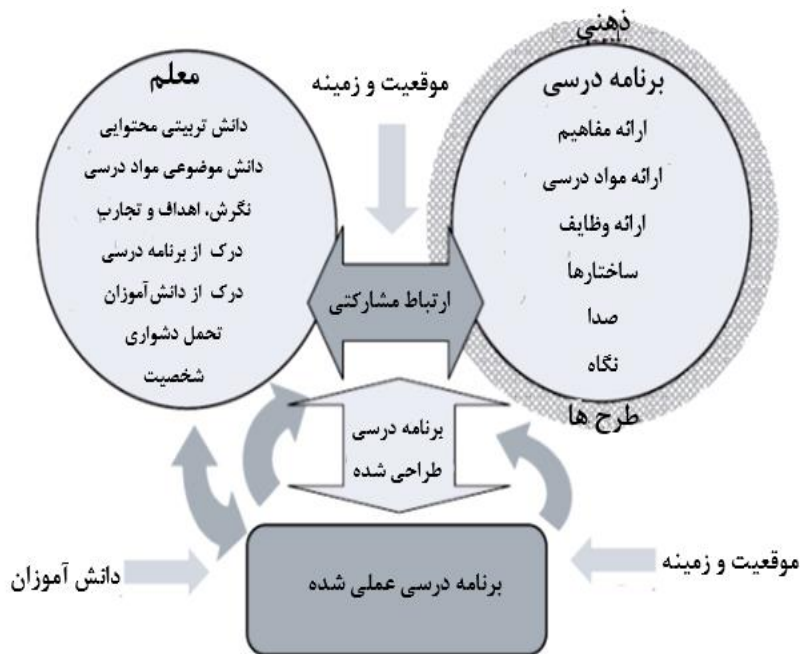 ذهنی
برنامه درسی
ارائه مفاهیم
ارائه مواد درسی
ارائه وظایف
ساختارها
صدا
نگاه
طرح ها
موقعیت و زمینه
معلم
دانش تربیتی محتوایی
دانش موضوعی مواد درسی
نگرش، اهداف و تجارب
درک از برنامه درسی
درک از دانش‌آموزان
تحمل دشواری
شخصیت
ارتباط مشارکتی
برنامه درسی
طراحی شده
موقعیت و زمینه
برنامه درسی عملی شده
دانش آموزان